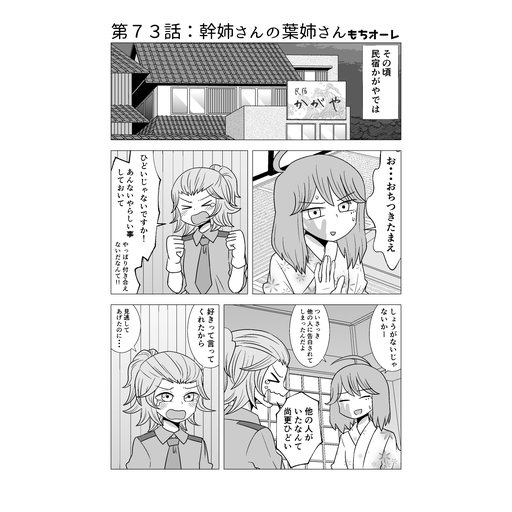 第７３話：幹姉さんの葉姉さん もちオーレ
その頃
民宿かがやでは
民宿
かがや
お・・・おちつきたまえ
ひどいじゃないですか！
あんないやらしい事
しておいて
やっぱり付き合え
ないだなんて！！
しょうがないじゃ
ないかー
ついさっき
他の人に告白されて
しまったんだよ
他の人が
いたなんて
尚更ひどい
好きって言って
くれたから
見逃して
あげたのに・・・